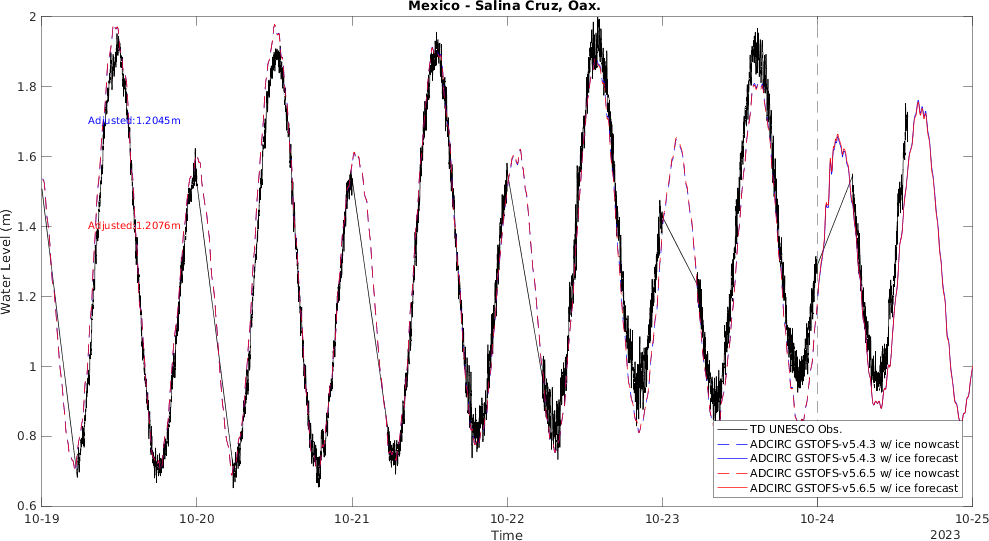 Mexico - Salina Cruz, Oax.
2
1.8
1.6
1.4
1.2
1
0.8
0.6
Water Level (m)
Adjusted:1.2045m
Adjusted:1.2076m
TD UNESCO Obs.
ADCIRC GSTOFS-v5.4.3 w/ ice nowcast
ADCIRC GSTOFS-v5.4.3 w/ ice forecast
ADCIRC GSTOFS-v5.6.5 w/ ice nowcast
ADCIRC GSTOFS-v5.6.5 w/ ice forecast
10-19 10-20 10-21 10-22 10-23 10-24 10-25
Time
2023